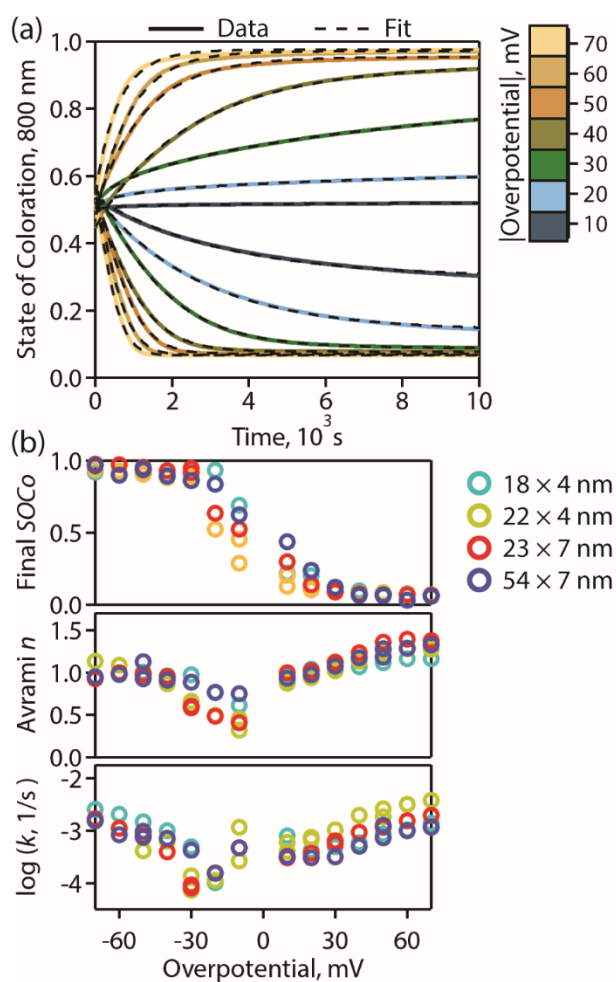 (a)
Data
Fit
State of Coloration, 800 nm
1.0
0.8
0.6
0.4
0.2
0.0
0
2
4
6
8
10
Time, 10³ s
|Overpotential|, mV
70
60
50
40
30
20
10
(b)
Final SOCo
1.0
0.5
0.0
18 × 4 nm
22 × 4 nm
23 × 7 nm
54 × 7 nm
Avrami n
1.5
1.0
0.5
0.0
log (k, 1/s)
-2
-3
-4
-60
-30
0
30
60
Overpotential, mV